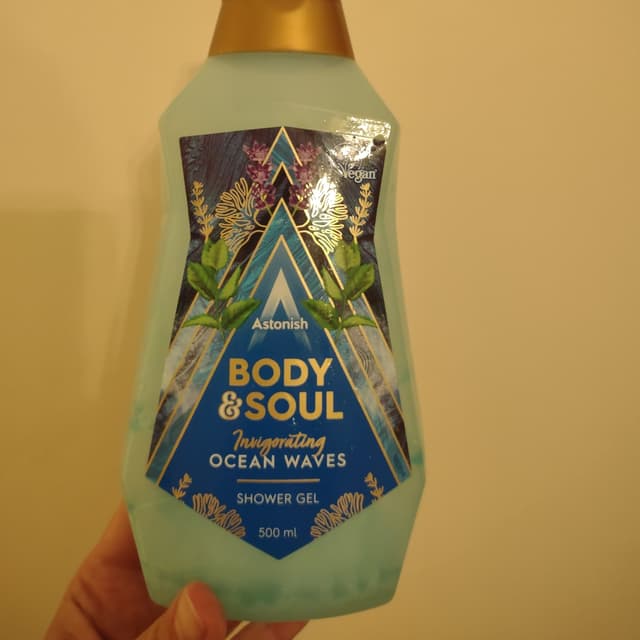 Vegan
Astonish
BODY
& SOUL
Invigorating
OCEAN WAVES
SHOWER GEL
500 ml